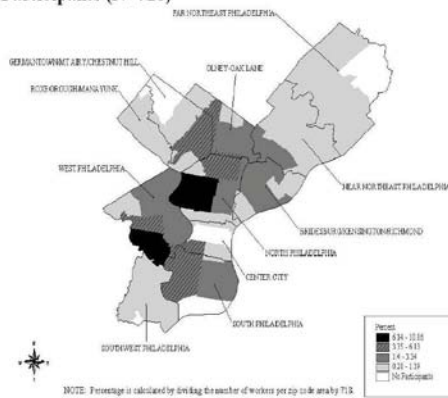 FAR NORTHEAST PHILADELPHIA
GERMANTOWN/MT AIRY/CHESTNUT HILL
OLNEY-OAK LANE
ROXBOROUGH/MANAYUNK
WEST PHILADELPHIA
NEAR NORTHEAST PHILADELPHIA
BRIDESBURG/KENSINGTON/RICHMOND
NORTH PHILADELPHIA
CENTER CITY
SOUTH PHILADELPHIA
SOUTHWEST PHILADELPHIA
Percent
No Participants
NOTE: Percentage is calculated by dividing the number of workers per zip code area by